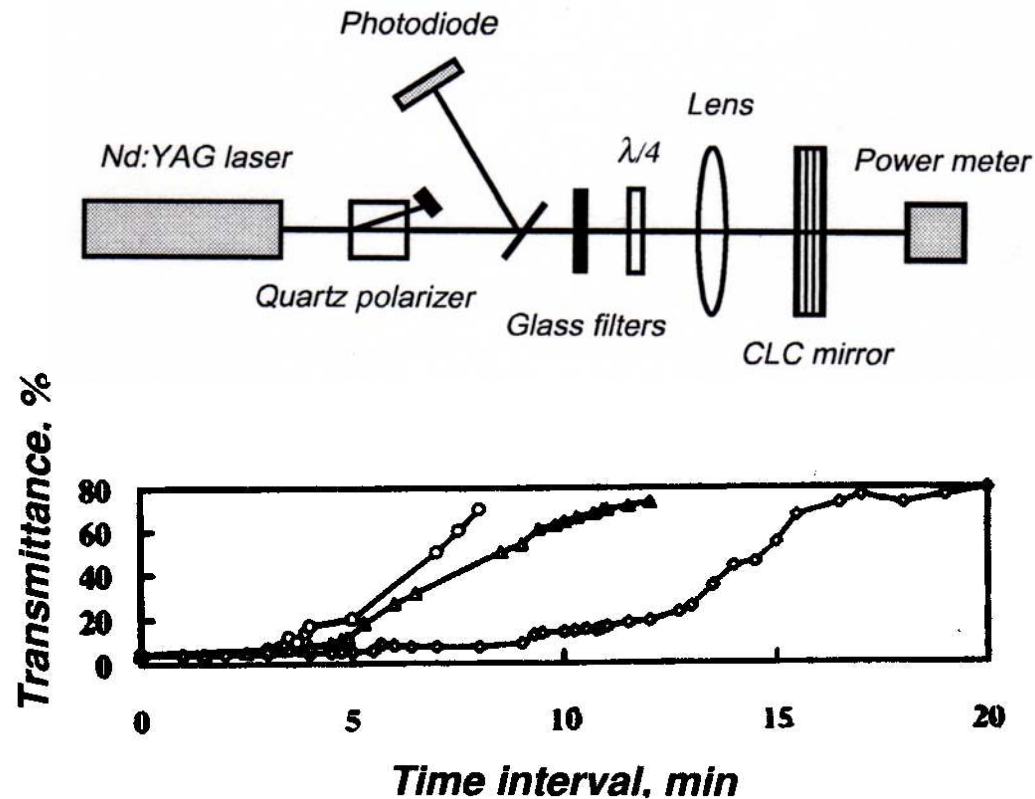 Photodiode
Lens
Nd:YAG laser
λ/4
Power meter
Quartz polarizer
Glass filters
CLC mirror
Transmittance, %
80
60
40
20
0
0 5 10 15 20
Time interval, min